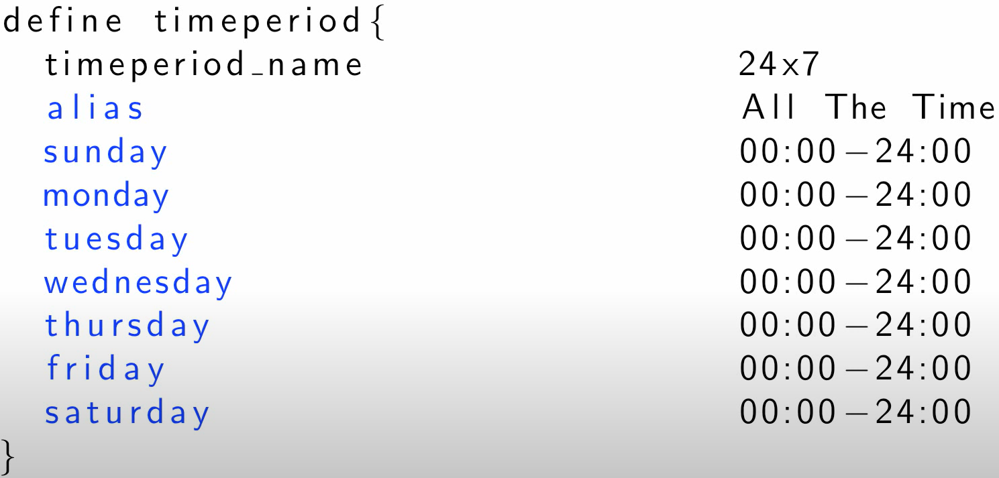 define timeperiod{
timeperiod_name 24x7
alias All The Time
sunday 00:00-24:00
monday 00:00-24:00
tuesday 00:00-24:00
wednesday 00:00-24:00
thursday 00:00-24:00
friday 00:00-24:00
saturday 00:00-24:00
}